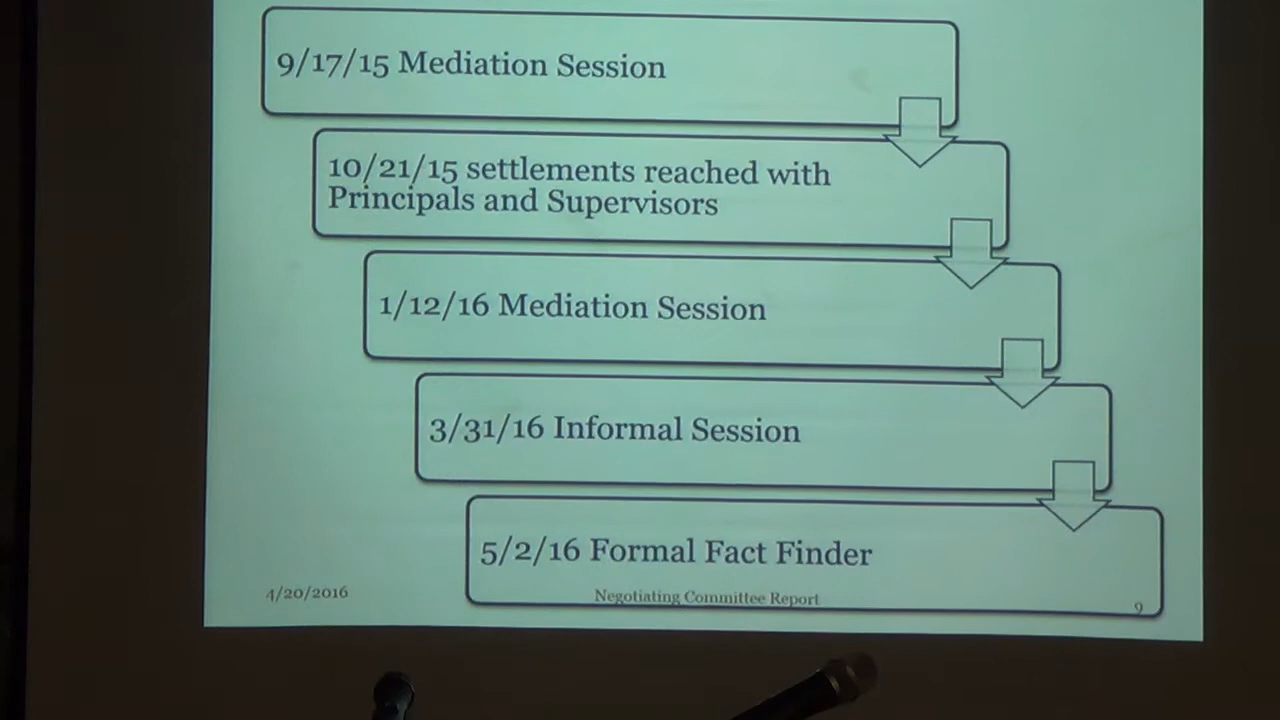 9/17/15 Mediation Session
10/21/15 settlements reached with
Principals and Supervisors
1/12/16 Mediation Session
3/31/16 Informal Session
5/2/16 Formal Fact Finder
4/20/2016
Negotiating Committee Report
9